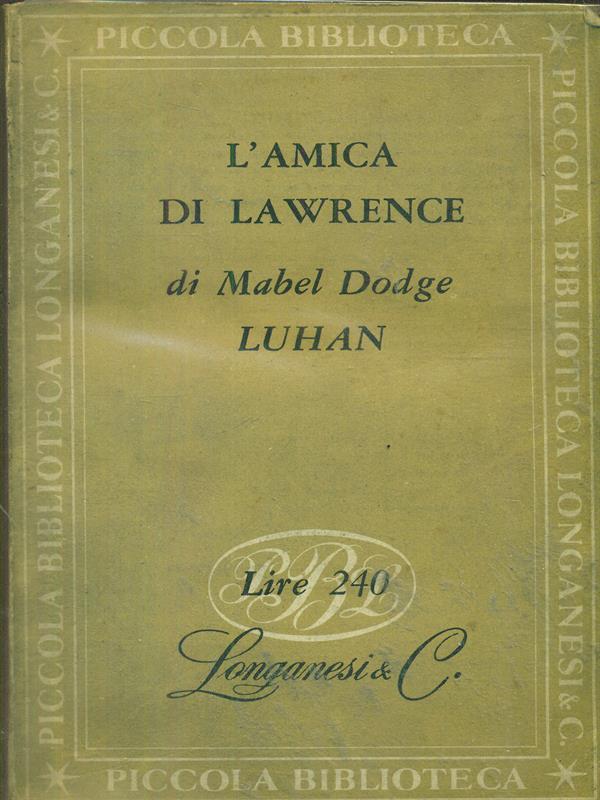 PICCOLA BIBLIOTECA
PICCOLA BIBLIOTECA LONGANESI & C.
PICCOLA BIBLIOTECA LONGANESI & C.
L'AMICA
DI LAWRENCE
di Mabel Dodge
LUHAN
PBL
Lire 240
Longanesi & C.
PICCOLA BIBLIOTECA